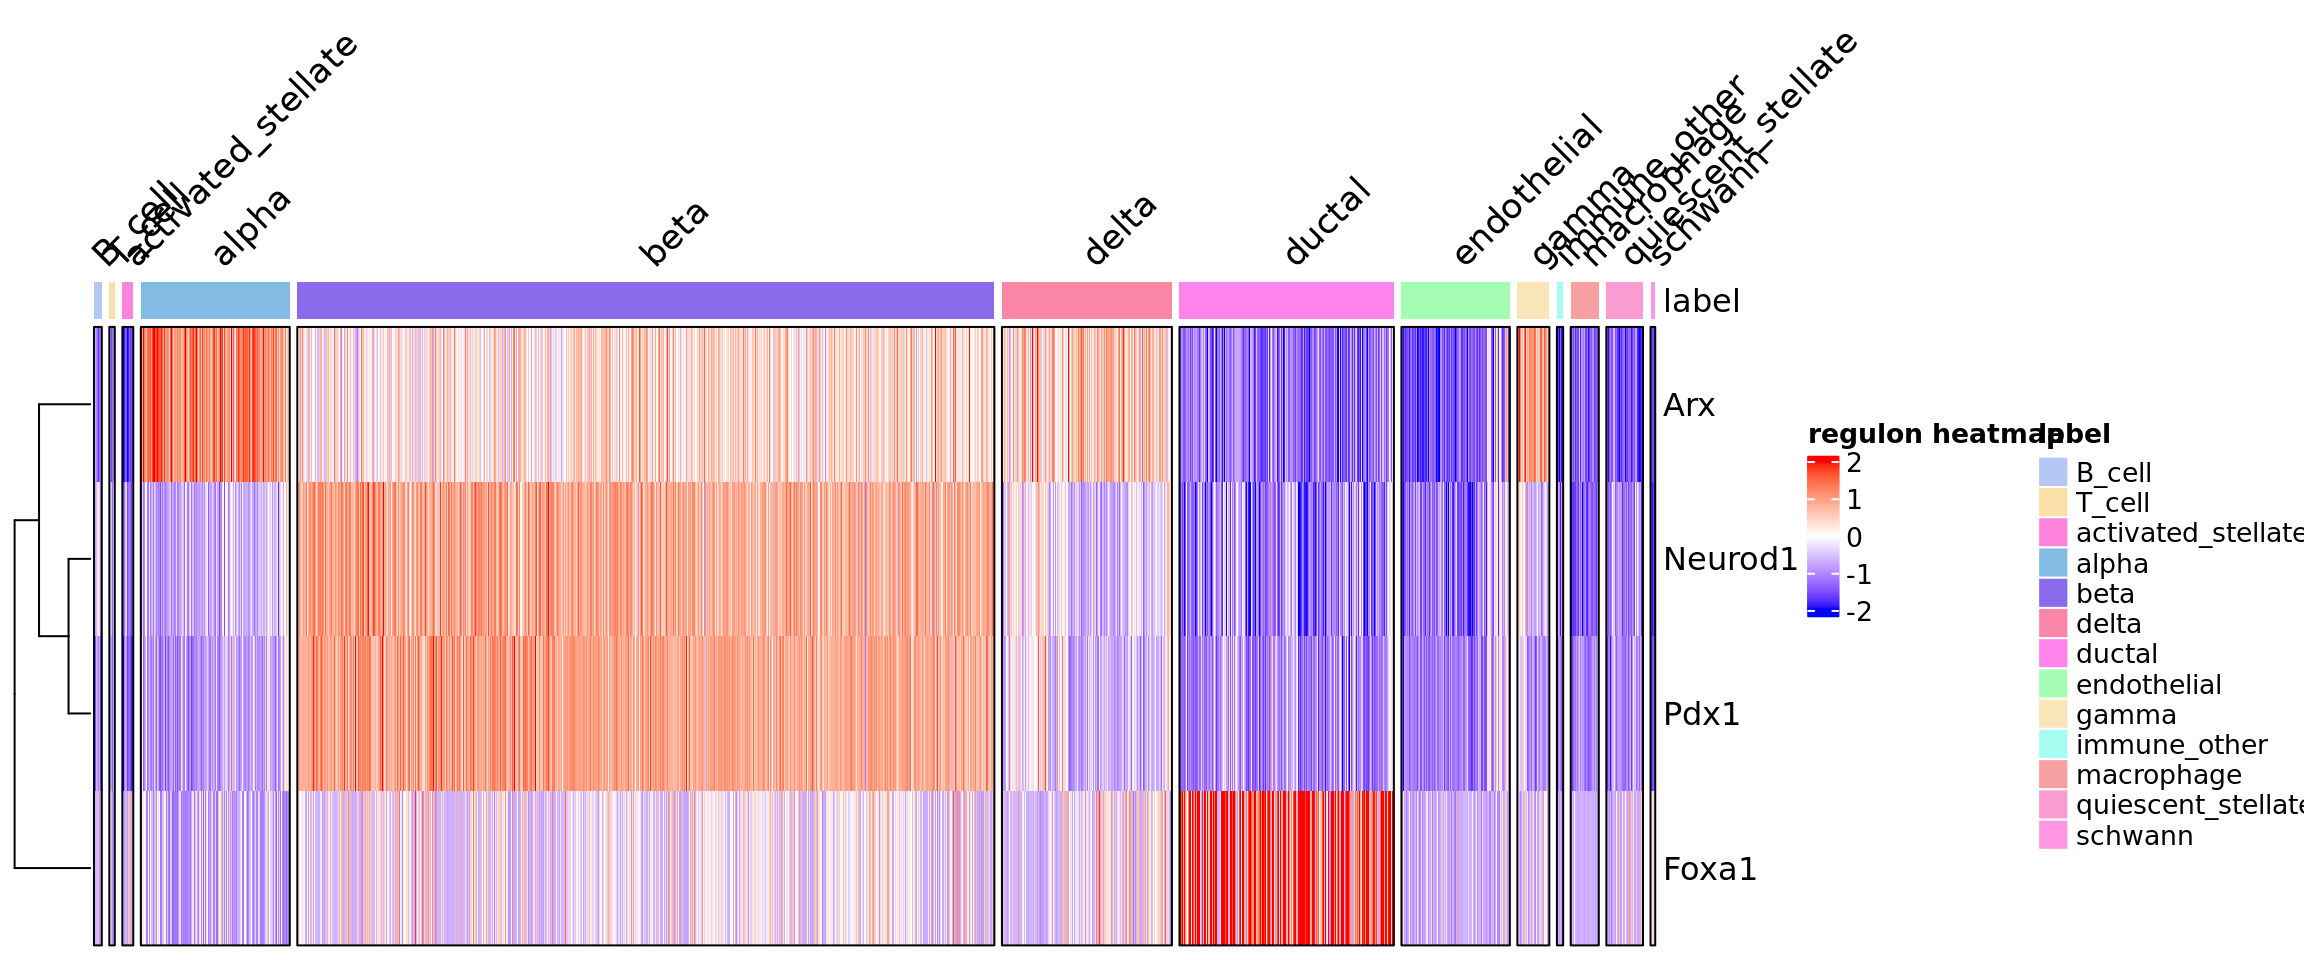 B_cell
T_cell
activated_stellate
alpha
beta
delta
ductal
endothelial
gamma
immune_other
macrophage
quiescent_stellate
schwann
label
Arx
Neurod1
Pdx1
Foxa1
regulon heatmap
2
1
0
-1
-2
label
B_cell
T_cell
activated_stellate
alpha
beta
delta
ductal
endothelial
gamma
immune_other
macrophage
quiescent_stellate
schwann